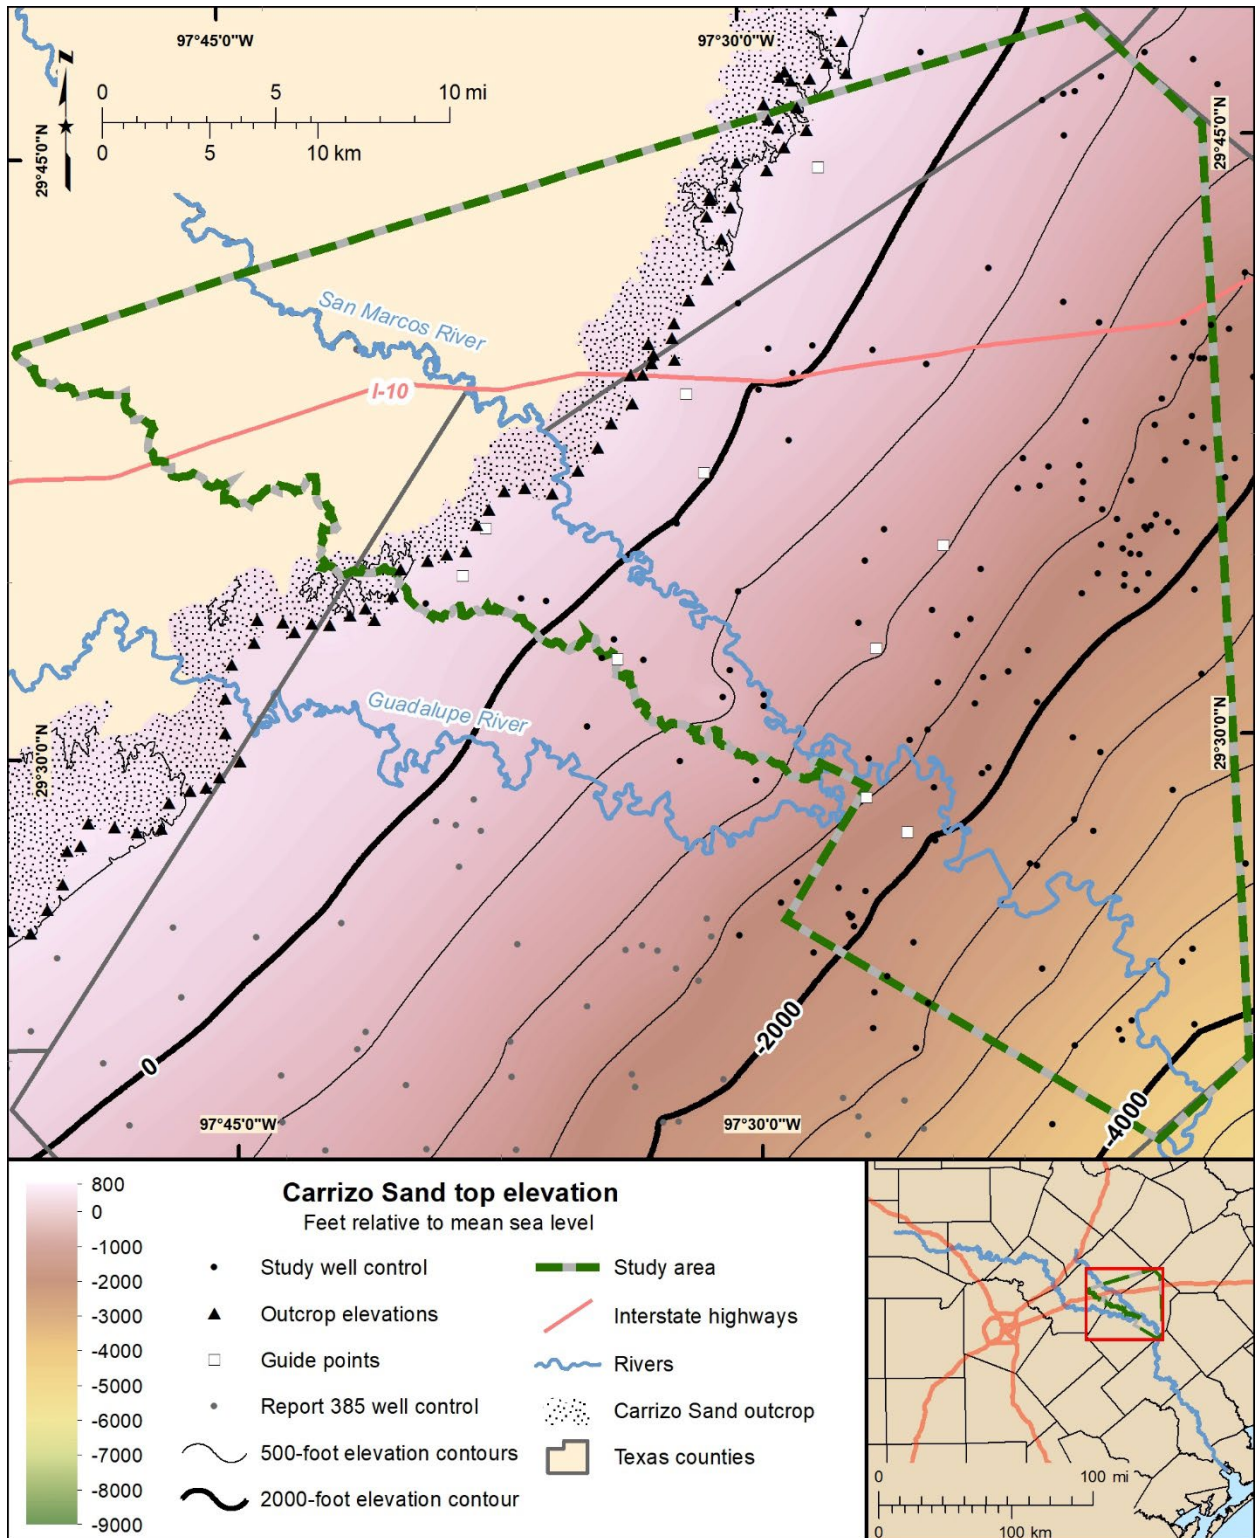 97°45'0"W
97°30'0"W
N
0 5 10 mi
0 5 10 km
29°45'0"N
29°45'0"N
San Marcos River
I-10
Guadalupe River
29°30'0"N
29°30'0"N
0
-2000
-4000
97°45'0"W
97°30'0"W
Carrizo Sand top elevation
Feet relative to mean sea level
800
0
-1000
-2000
-3000
-4000
-5000
-6000
-7000
-8000
-9000
Study well control
Outcrop elevations
Guide points
Report 385 well control
500-foot elevation contours
2000-foot elevation contour
Study area
Interstate highways
Rivers
Carrizo Sand outcrop
Texas counties
0 100 mi
0 100 km